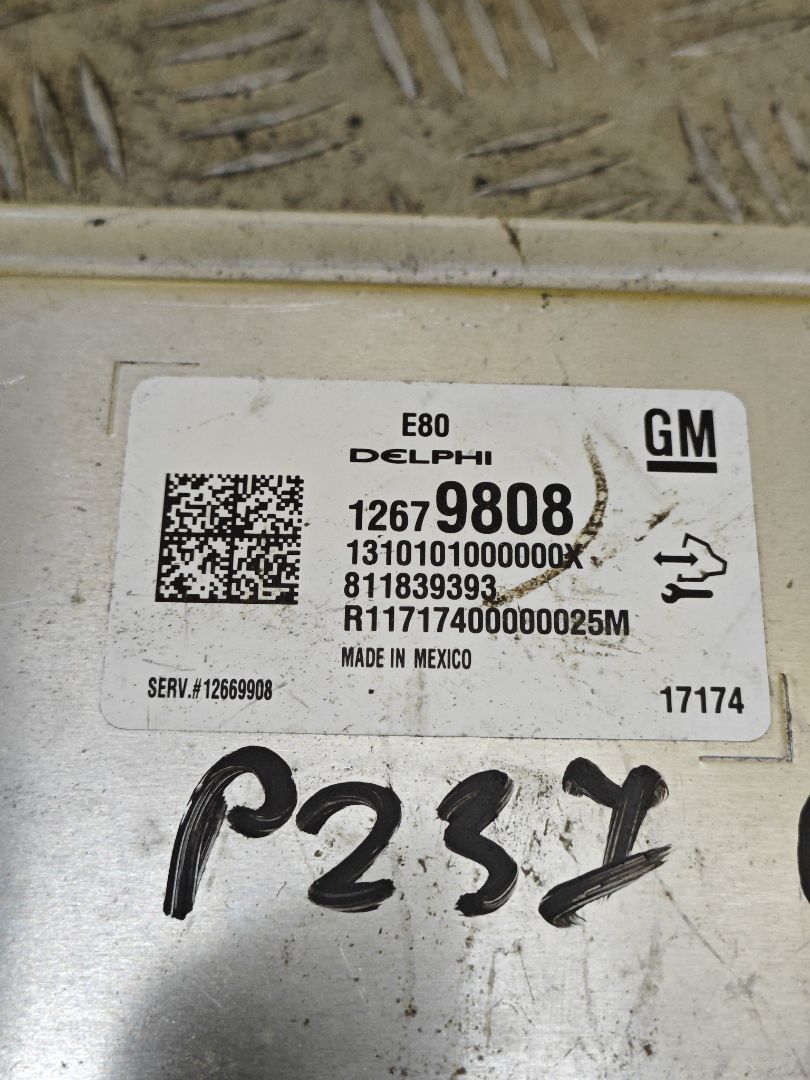 E80
GM
DELPHI
12679808
1310101000000X
811839393
R11717400000025M
MADE IN MEXICO
SERV.#12669908
17174
P237